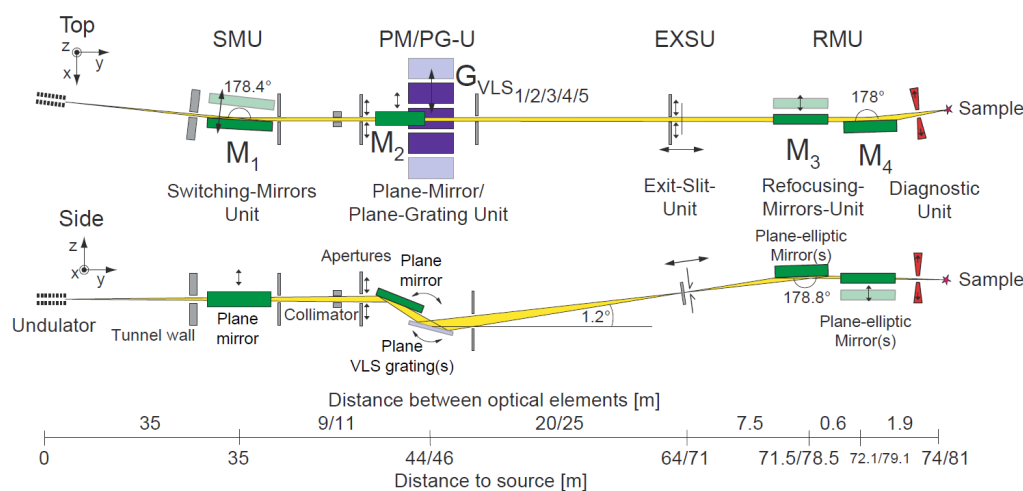 Top
SMU
PM/PG-U
EXSU
RMU
z
y
x
178.4°
G VLS 1/2/3/4/5
178°
Sample
M1
M2
M3
M4
Switching-Mirrors
Unit
Plane-Mirror/
Plane-Grating Unit
Exit-Slit-
Unit
Refocusing-
Mirrors-Unit
Diagnostic
Unit
Side
z
x
y
Apertures
Plane
mirror
Plane-elliptic
Mirror(s)
Sample
178.8°
Undulator
Tunnel wall
Plane
mirror
Collimator
1.2°
Plane
VLS grating(s)
Plane-elliptic
Mirror(s)
Distance between optical elements [m]
35
9/11
20/25
7.5
0.6
1.9
0
35
44/46
64/71
71.5/78.5
72.1/79.1
74/81
Distance to source [m]